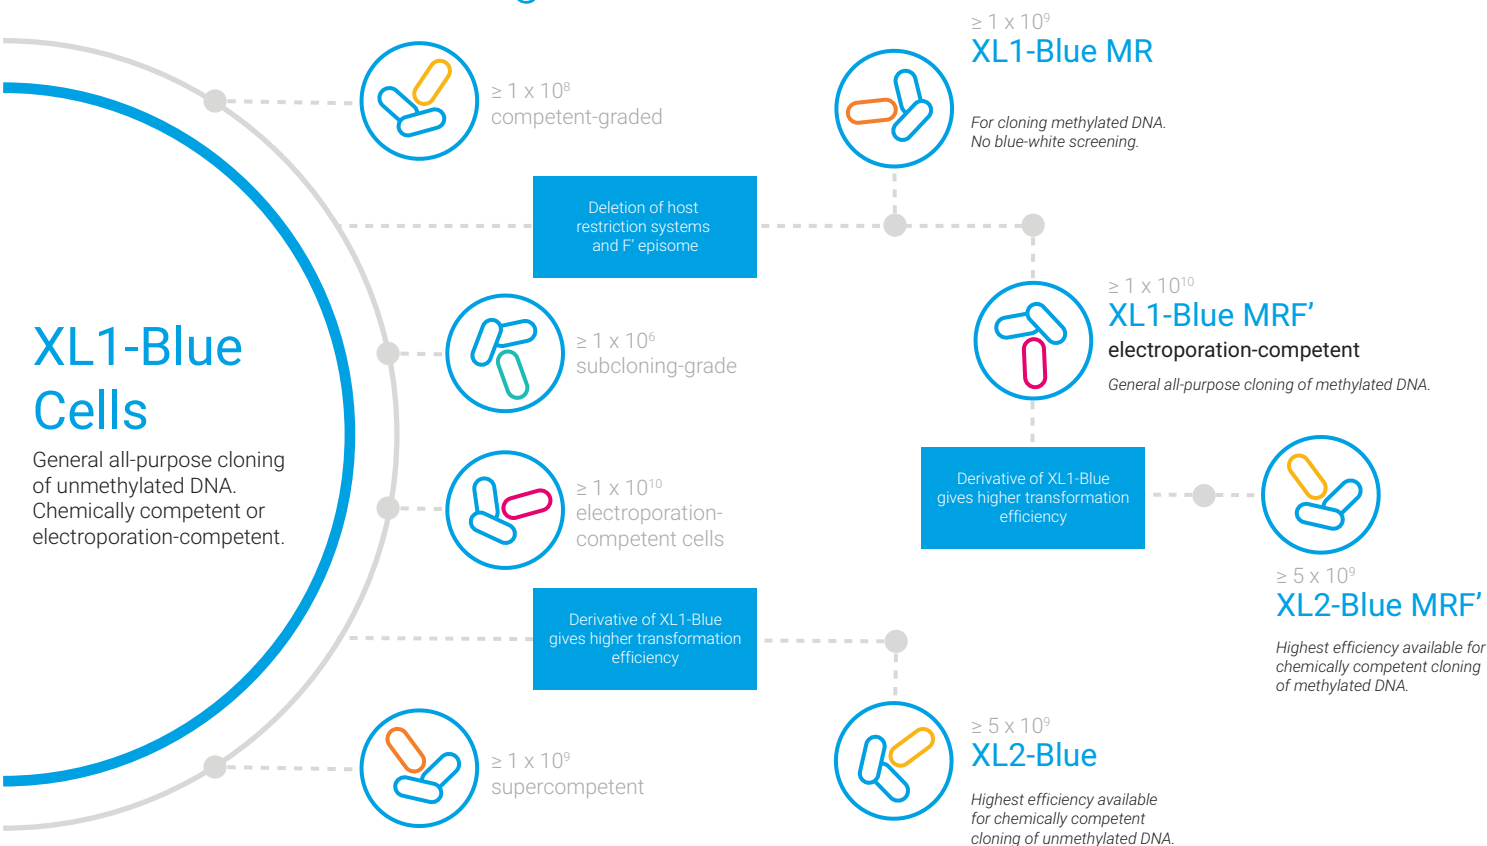 XL1-Blue
Cells
General all-purpose cloning
of unmethylated DNA.
Chemically competent or
electroporation-competent.
≥ 1 x 10⁸
competent-graded
Deletion of host
restriction systems
and F' episome
≥ 1 x 10⁶
subcloning-grade
≥ 1 x 10¹⁰
electroporation-
competent cells
Derivative of XL1-Blue
gives higher transformation
efficiency
≥ 1 x 10⁹
supercompetent
≥ 1 x 10⁹
XL1-Blue MR
For cloning methylated DNA.
No blue-white screening.
≥ 1 x 10¹⁰
XL1-Blue MRF’
electroporation-competent
General all-purpose cloning of methylated DNA.
Derivative of XL1-Blue
gives higher transformation
efficiency
≥ 5 x 10⁹
XL2-Blue MRF’
Highest efficiency available for
chemically competent cloning
of methylated DNA.
≥ 5 x 10⁹
XL2-Blue
Highest efficiency available
for chemically competent
cloning of unmethylated DNA.